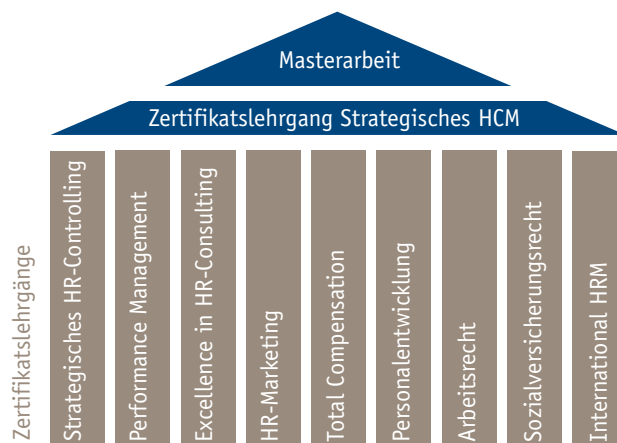 Masterarbeit
Zertifikatslehrgang Strategisches HCM
Zertifikatslehrgänge
Strategisches HR-Controlling
Performance Management
Excellence in HR-Consulting
HR-Marketing
Total Compensation
Personalentwicklung
Arbeitsrecht
Sozialversicherungsrecht
International HRM